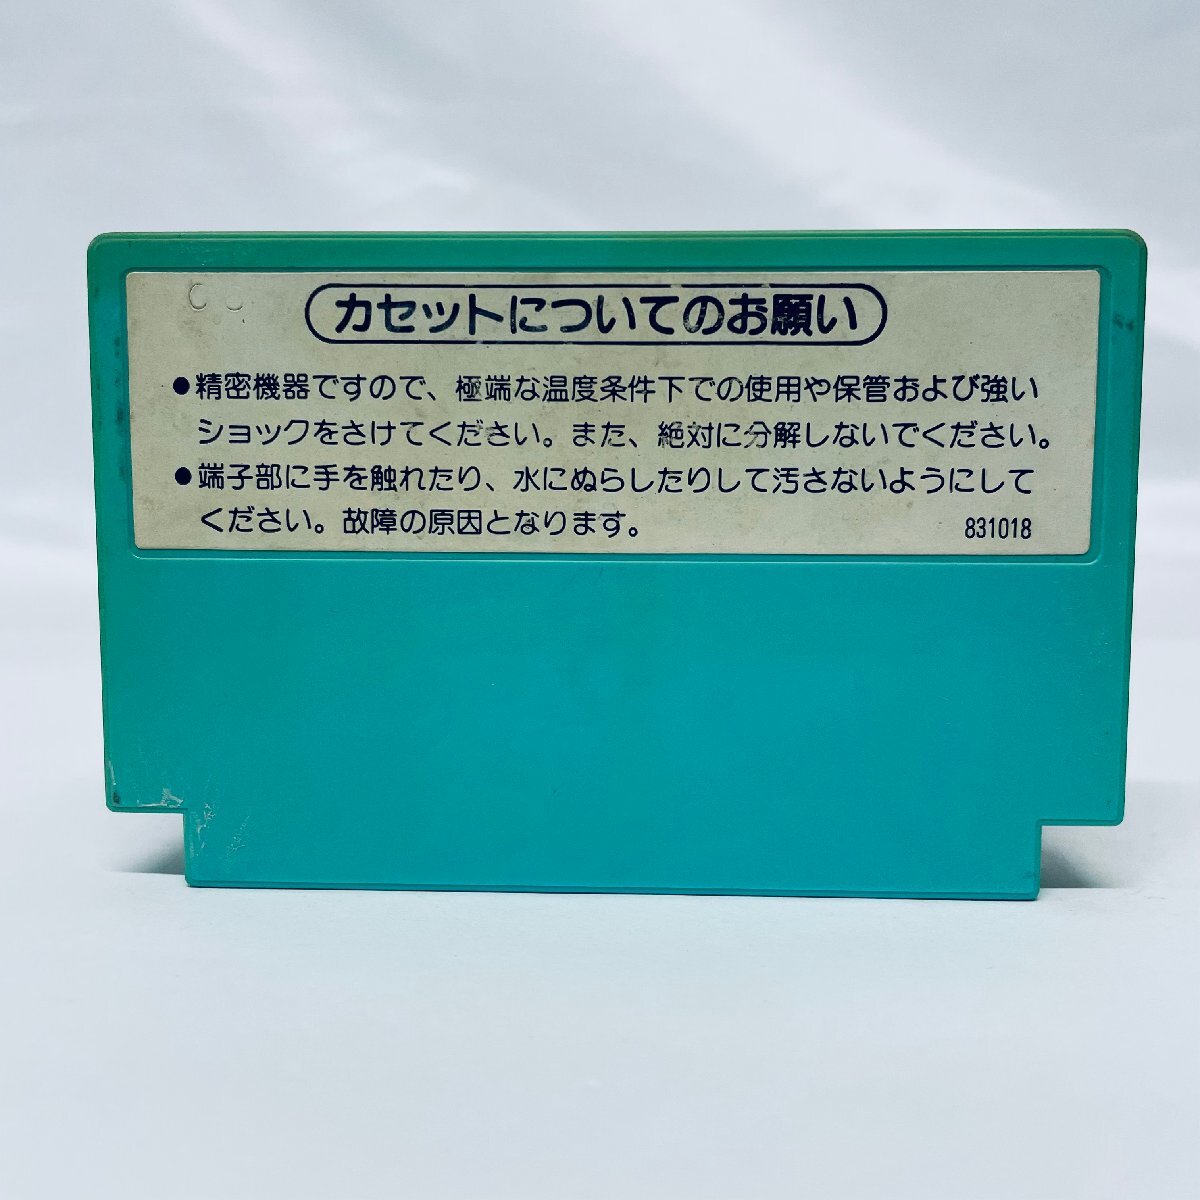 カセットについてのお願い
●精密機器ですので、極端な温度条件下での使用や保管および強い
ショックをさけてください。また、絶対に分解しないでください。
●端子部に手を触れたり、水にぬらしたりして汚さないようにして
ください。故障の原因となります。
831018